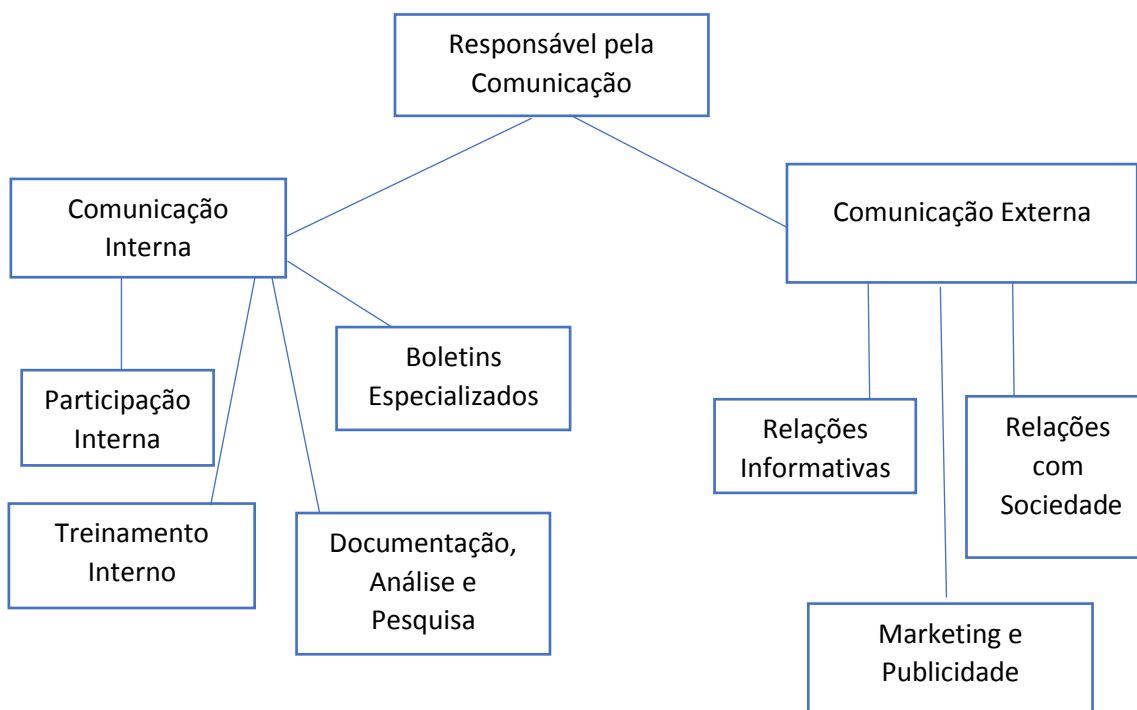 Responsável pela
Comunicação
Comunicação
Interna
Comunicação Externa
Boletins
Especializados
Participação
Interna
Relações
Informativas
Relações
com
Sociedade
Treinamento
Interno
Documentação,
Análise e
Pesquisa
Marketing e
Publicidade